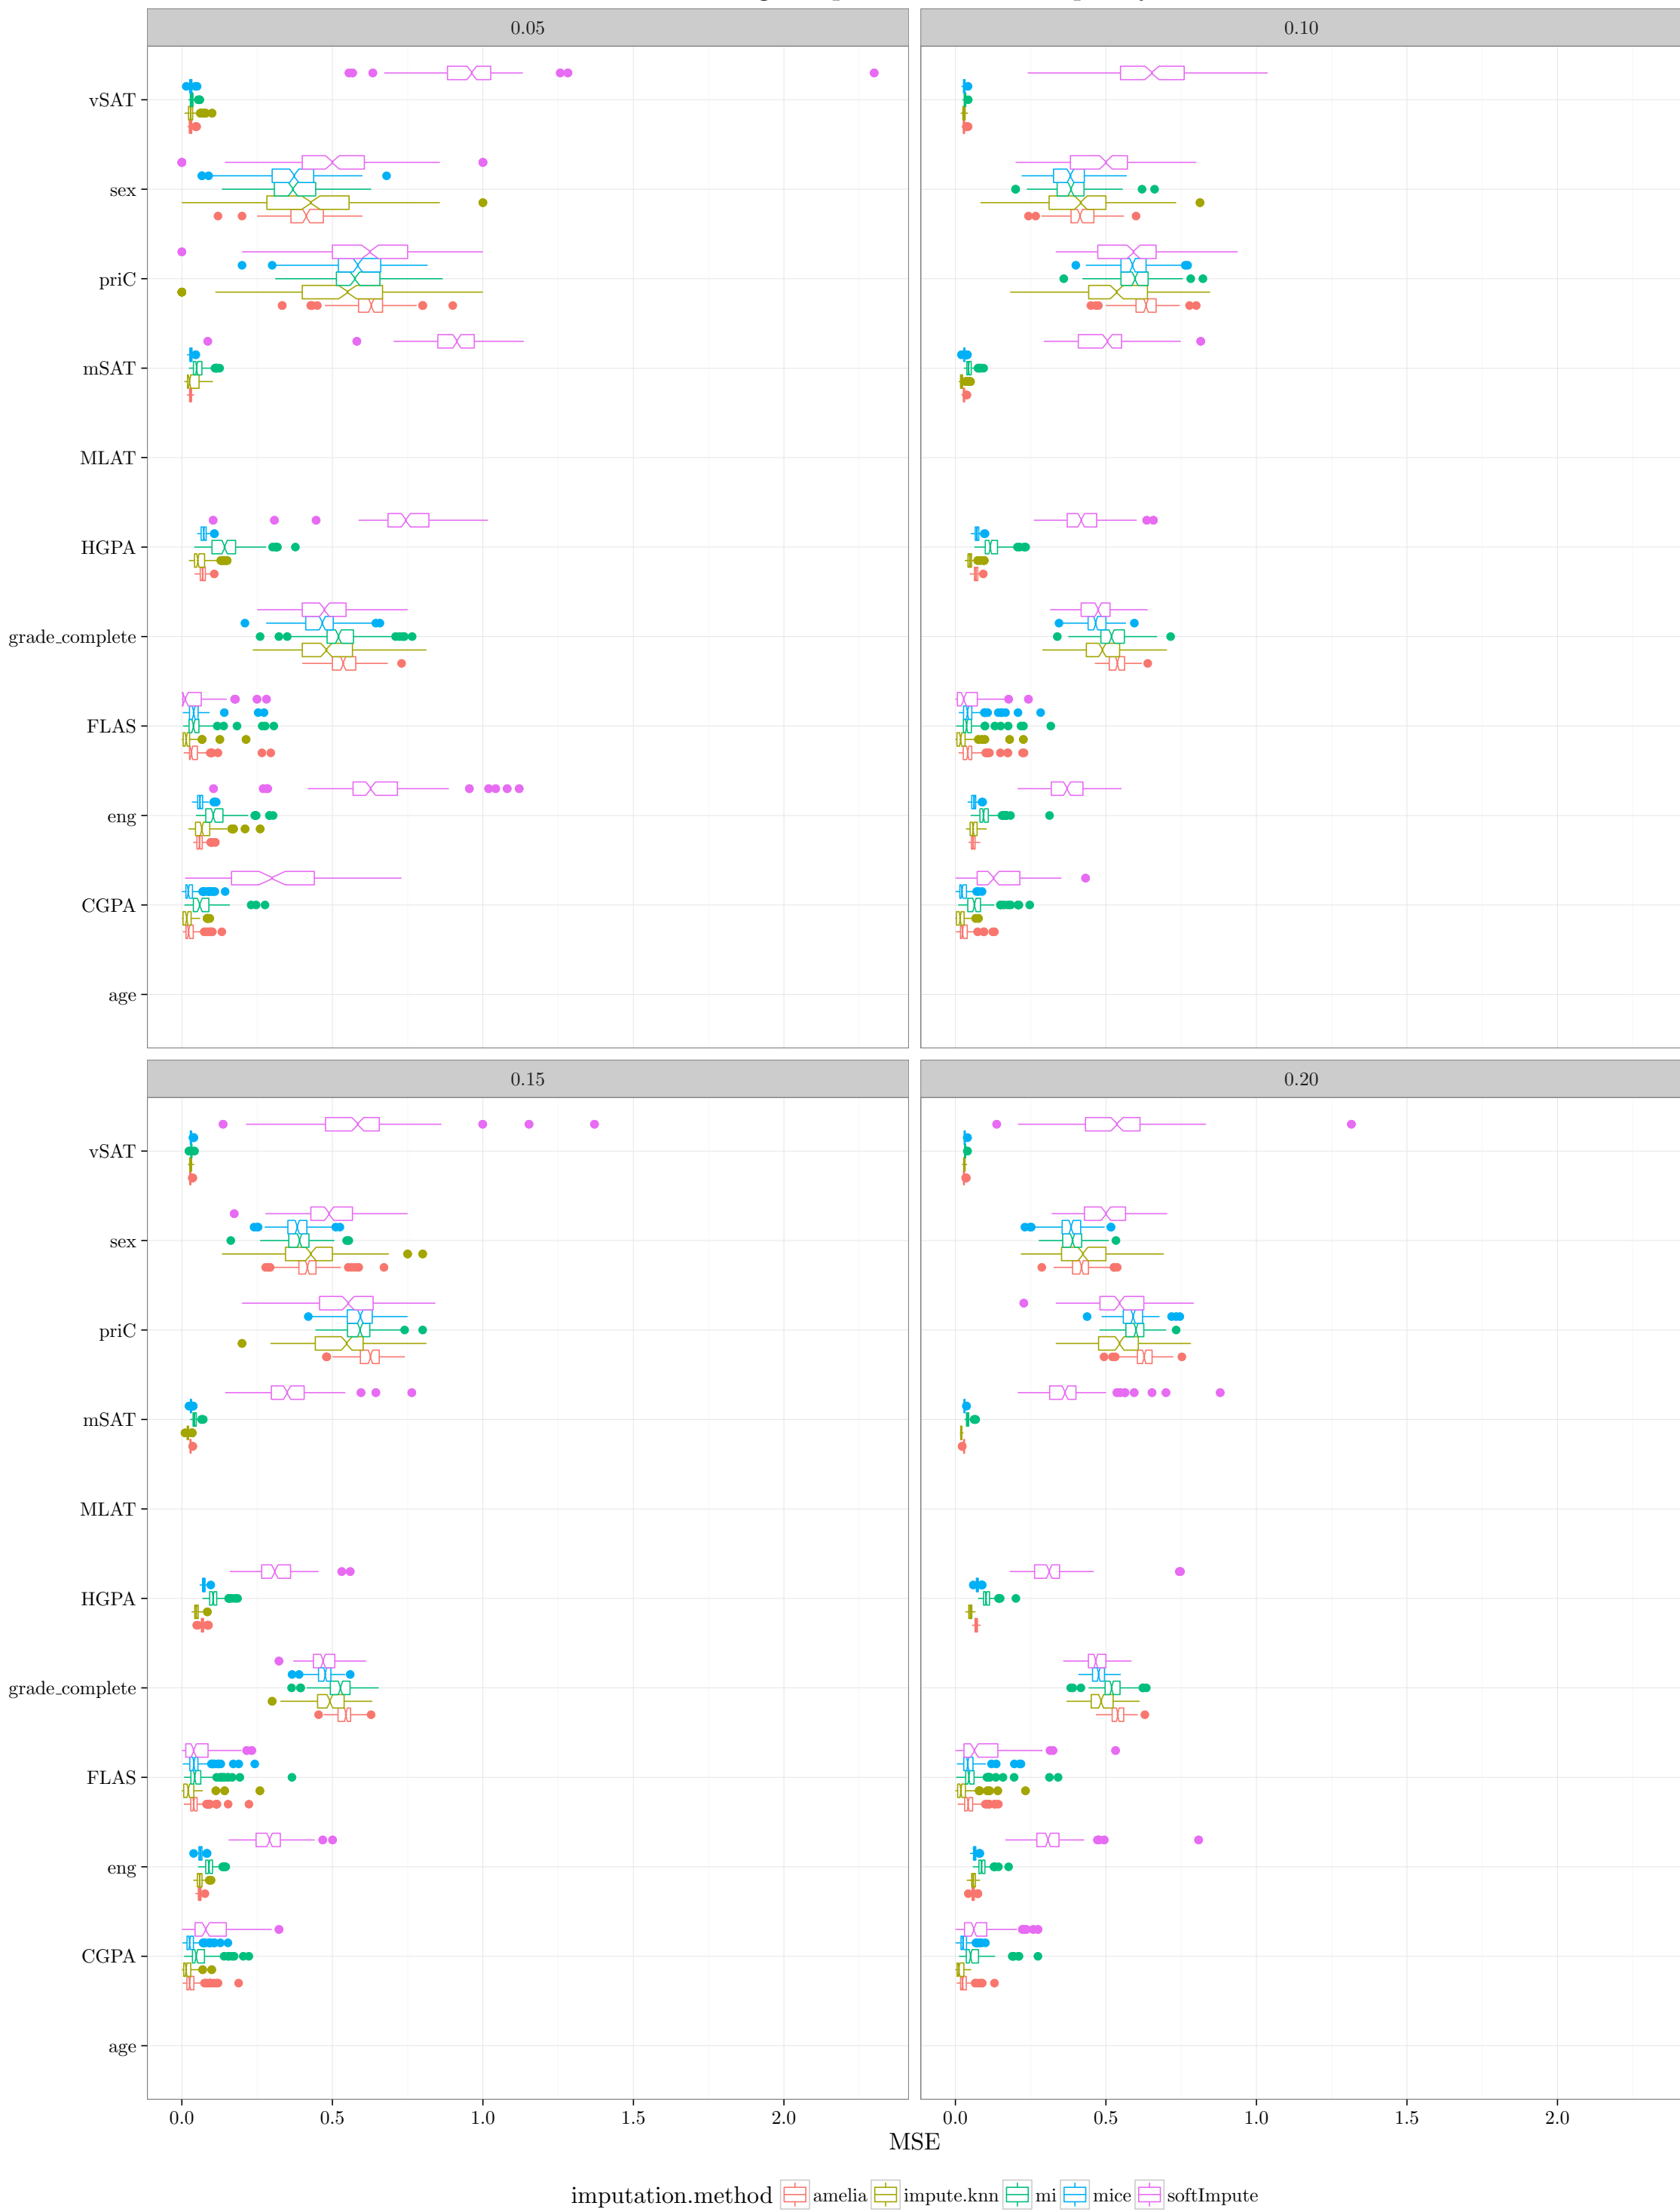 0.05 0.10
vSAT
sex
priC
mSAT
MLAT
HGPA
grade_complete
FLAS
eng
CGPA
age
0.15 0.20
vSAT
sex
priC
mSAT
MLAT
HGPA
grade_complete
FLAS
eng
CGPA
age
0.0 0.5 1.0 1.5 2.0 0.0 0.5 1.0 1.5 2.0
MSE
imputation.method amelia impute.knn mi mice softImpute